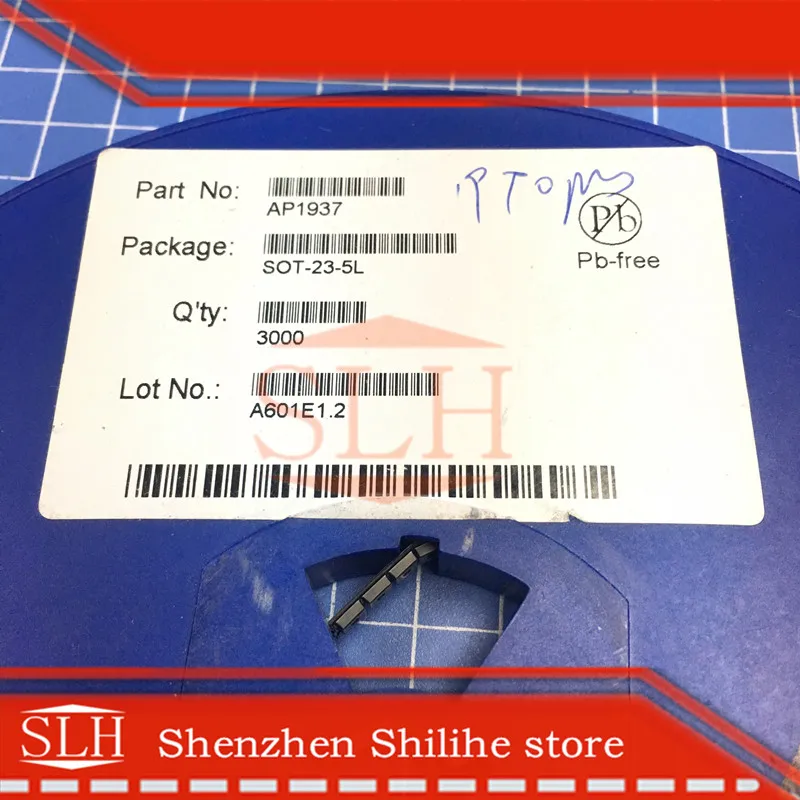 SLH
Part No:
AP1937
Package:
SOT-23-5L
Pb
Pb-free
Q'ty:
3000
SLH
Lot No.:
A601E1.2
SLH Shenzhen Shilihe store